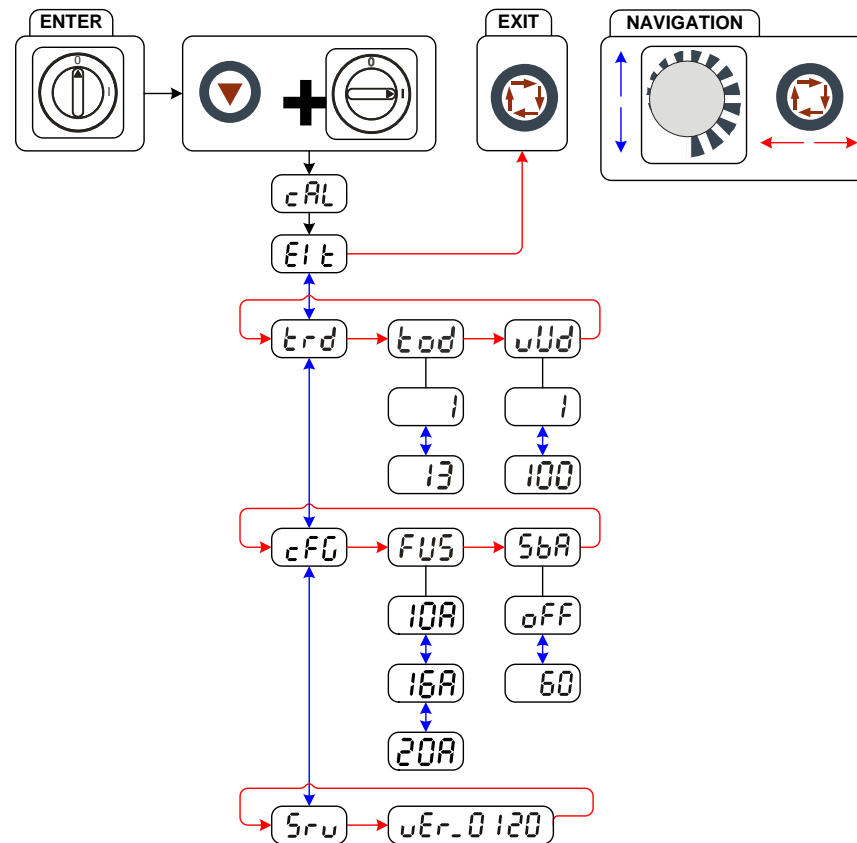 ENTER EXIT NAVIGATION
0 0
I I
cAL
EIt
trd tod uUd
1 1
13 100
cFG FUS SbA
10A oFF
16A 60
20A
Sru uEr_0120